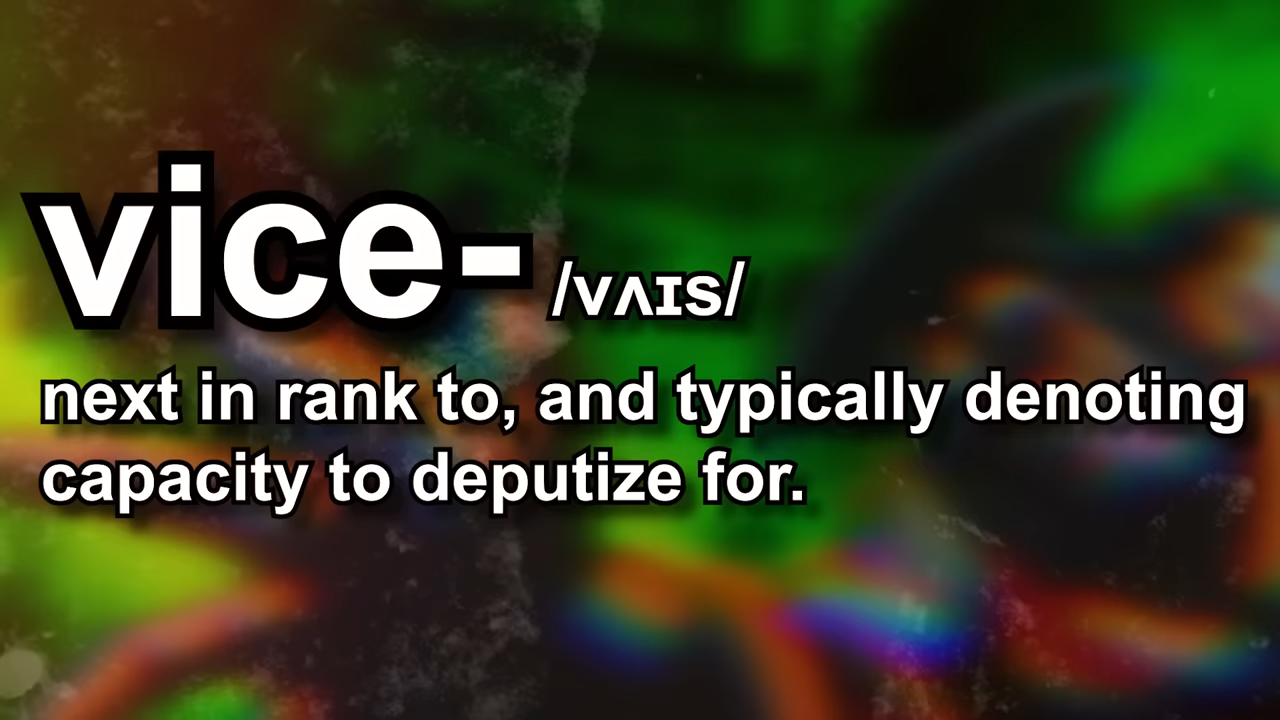 vice- /vʌɪs/
next in rank to, and typically denoting
capacity to deputize for.